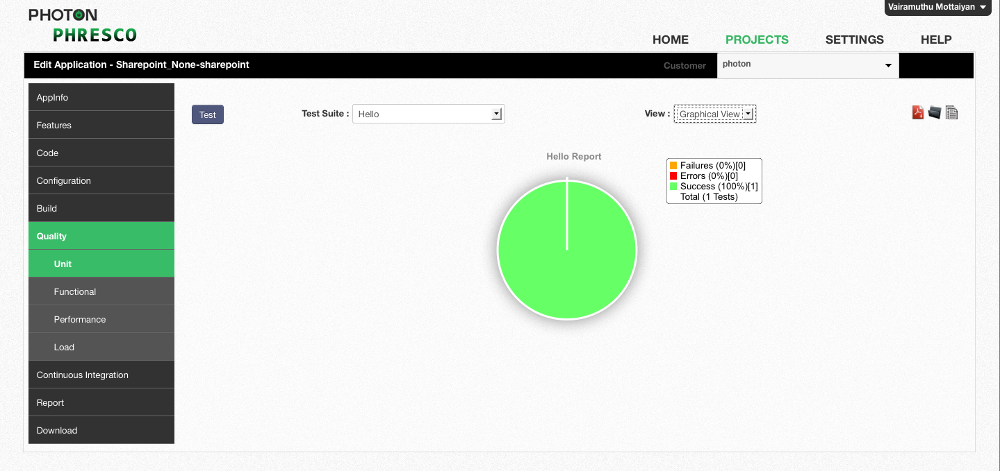 Vairamuthu Mottaiyan
PHOTON
PHRESCO
HOME PROJECTS SETTINGS HELP
Edit Application - Sharepoint_None-sharepoint
Customer photon
AppInfo
Features
Code
Configuration
Build
Quality
Unit
Functional
Performance
Load
Continuous Integration
Report
Download
Test
Test Suite : Hello
View : Graphical View
Hello Report
Failures (0%)[0]
Errors (0%)[0]
Success (100%)[1]
Total (1 Tests)